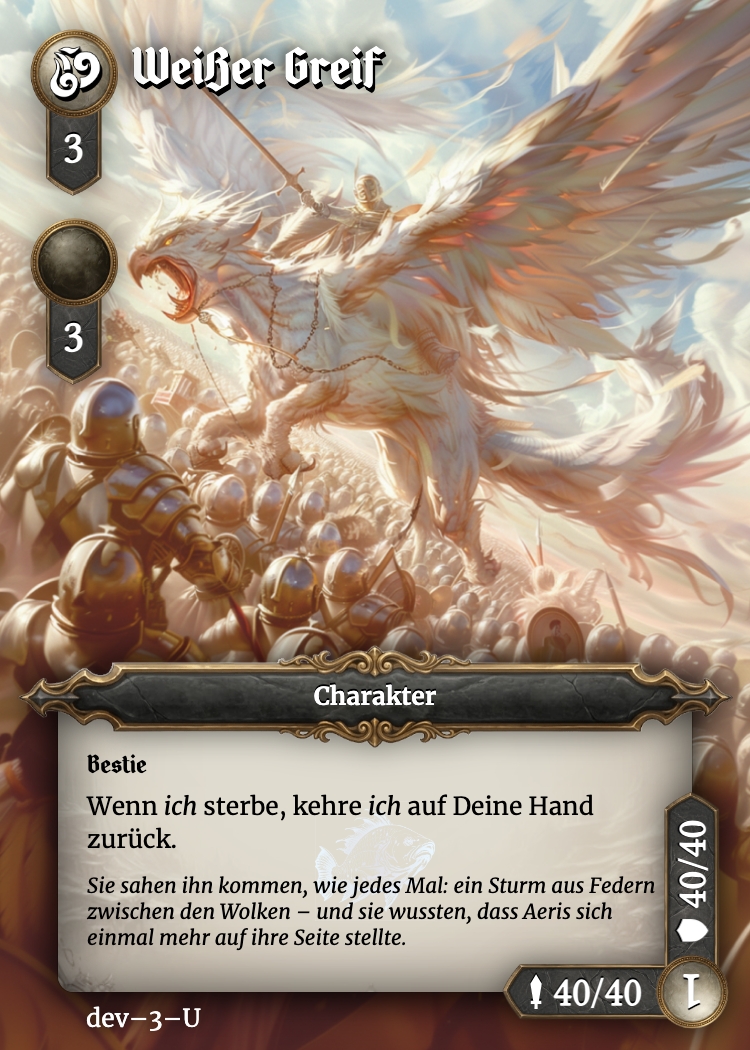 Weißer Greif
3
3
Charakter
Bestie
Wenn ich sterbe, kehre ich auf Deine Hand
zurück.
Sie sahen ihn kommen, wie jedes Mal: ein Sturm aus Federn
zwischen den Wolken – und sie wussten, dass Aeris sich
einmal mehr auf ihre Seite stellte.
40/40
40/40
1
dev–3–U